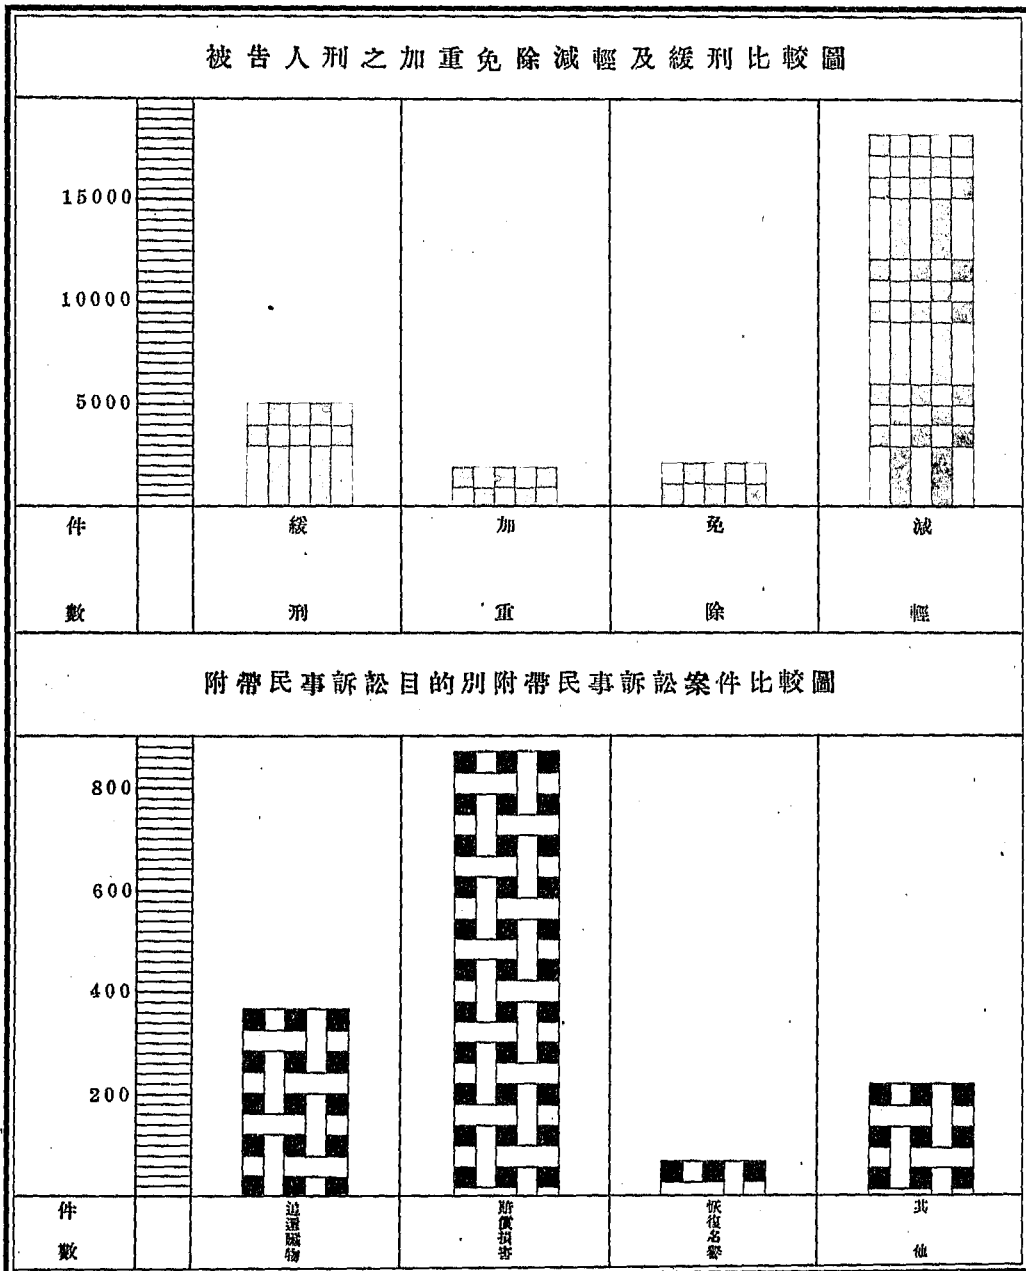 被告人刑之加重免除減輕及緩刑比較圖
15000
10000
5000
件數
緩刑
加重
免除
減輕
附帶民事訴訟目的別附帶民事訴訟案件比較圖
800
600
400
200
件數
追還贓物
賠償損害
恢復名譽
其他